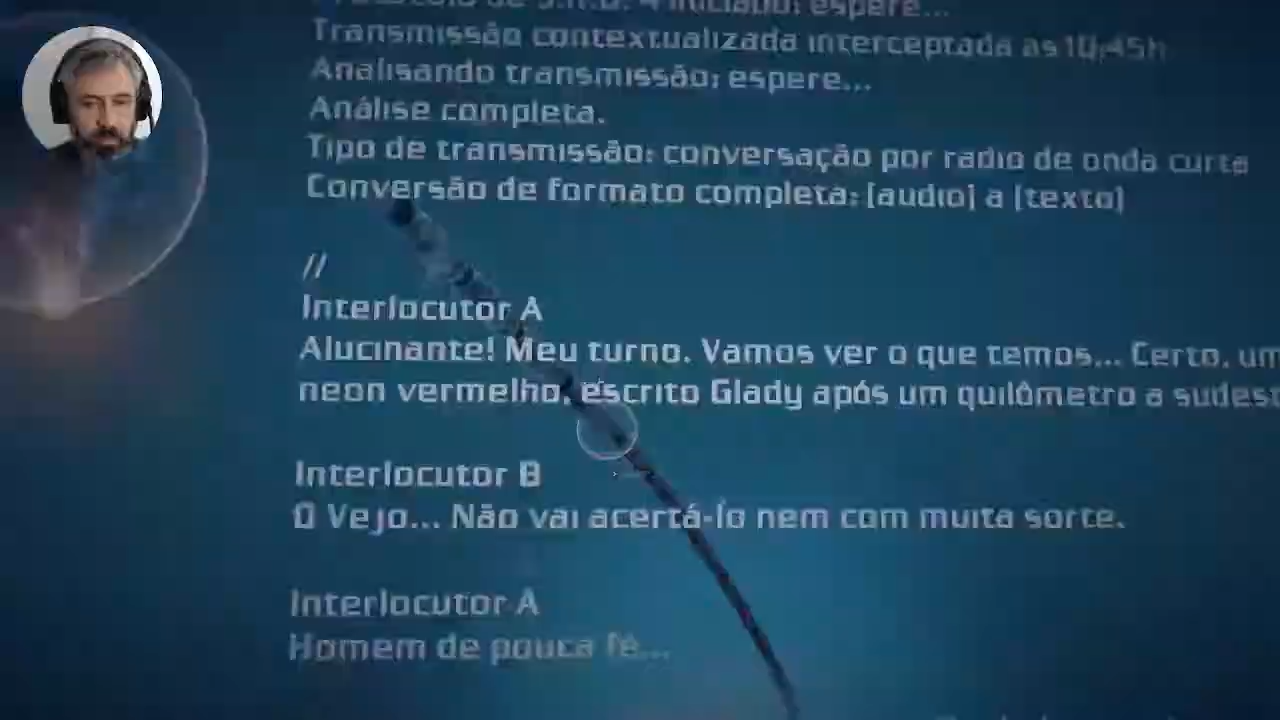 iniciado; espere...
Transmissão contextualizada interceptada às 10:45h
Analisando transmissão; espere...
Análise completa.
Tipo de transmissão: conversação por rádio de onda curta
Conversão de formato completa: [áudio] a [texto]
//
Interlocutor A
Alucinante! Meu turno. Vamos ver o que temos... Certo, um
neon vermelho, escrito Glady após um quilômetro a sudest
Interlocutor B
O Vejo... Não vai acertá-lo nem com muita sorte.
Interlocutor A
Homem de pouca fé...